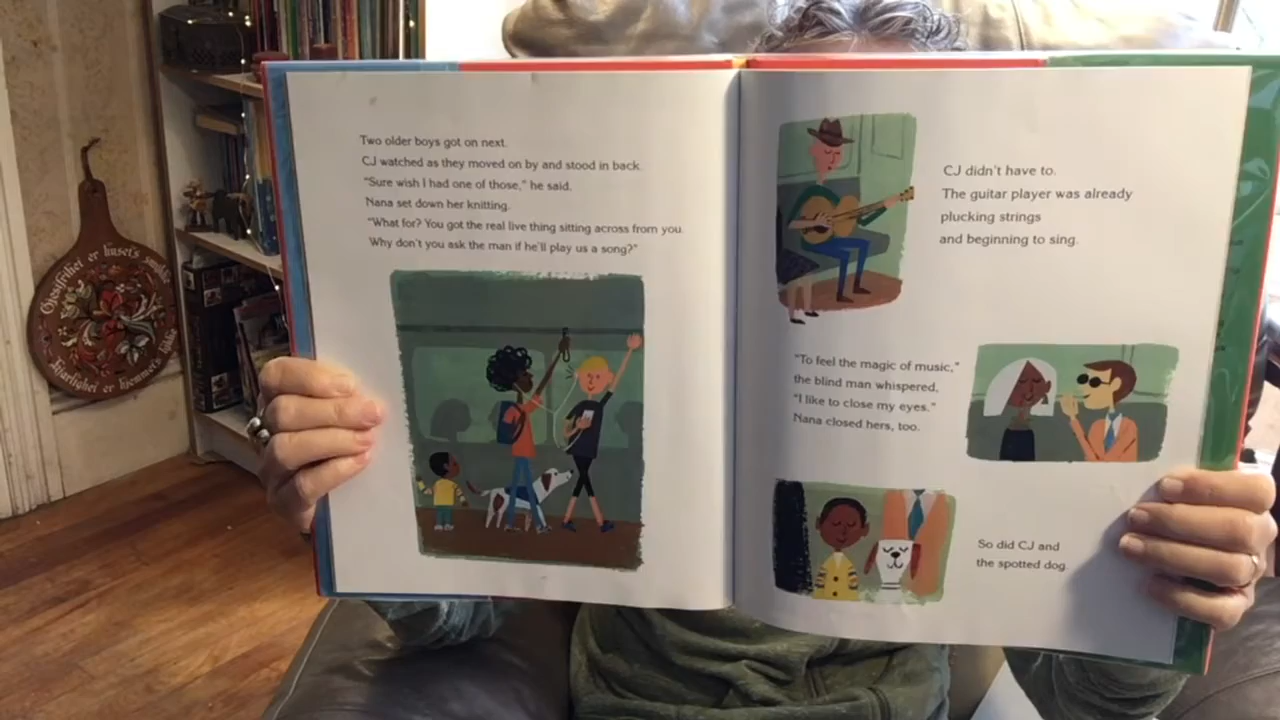 Two older boys got on next.
CJ watched as they moved on by and stood in back.
"Sure wish I had one of those," he said.
Nana set down her knitting.
"What for? You got the real live thing sitting across from you.
Why don't you ask the man if he'll play us a song?"
CJ didn't have to.
The guitar player was already
plucking strings
and beginning to sing.
"To feel the magic of music,"
the blind man whispered,
"I like to close my eyes."
Nana closed hers, too.
So did CJ and
the spotted dog.